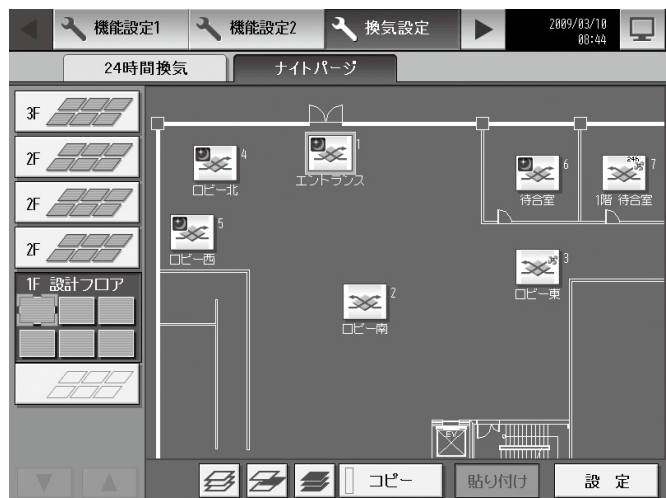 機能設定1
機能設定2
換気設定
2009/03/10
08:44
24時間換気
ナイトパージ
3F
2F
2F
2F
1F 設計フロア
4
ロビー北
1
エントランス
6
待合室
24h
7
1階 待合室
5
ロビー西
3
ロビー東
2
ロビー南
EV
コピー
貼り付け
設 定